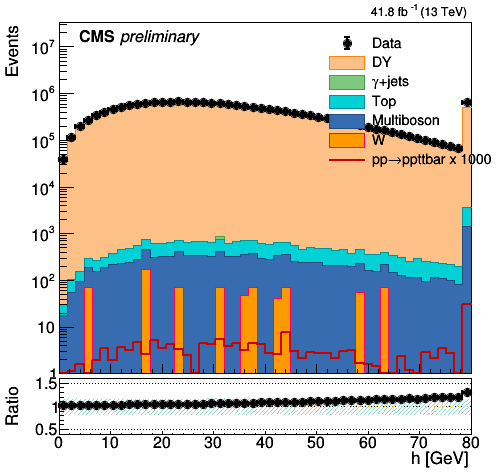 41.8 fb⁻¹ (13 TeV)
CMS preliminary
Events
10⁷
10⁶
10⁵
10⁴
10³
10²
10
1
Data
DY
γ+jets
Top
Multiboson
W
pp→ppttbar x 1000
Ratio
1.5
1
0.5
0 10 20 30 40 50 60 70 80
h [GeV]